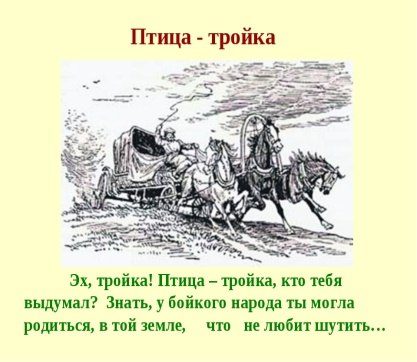 Птица - тройка
Эх, тройка! Птица – тройка, кто тебя
выдумал? Знать, у бойкого народа ты могла
родиться, в той земле, что не любит шутить…